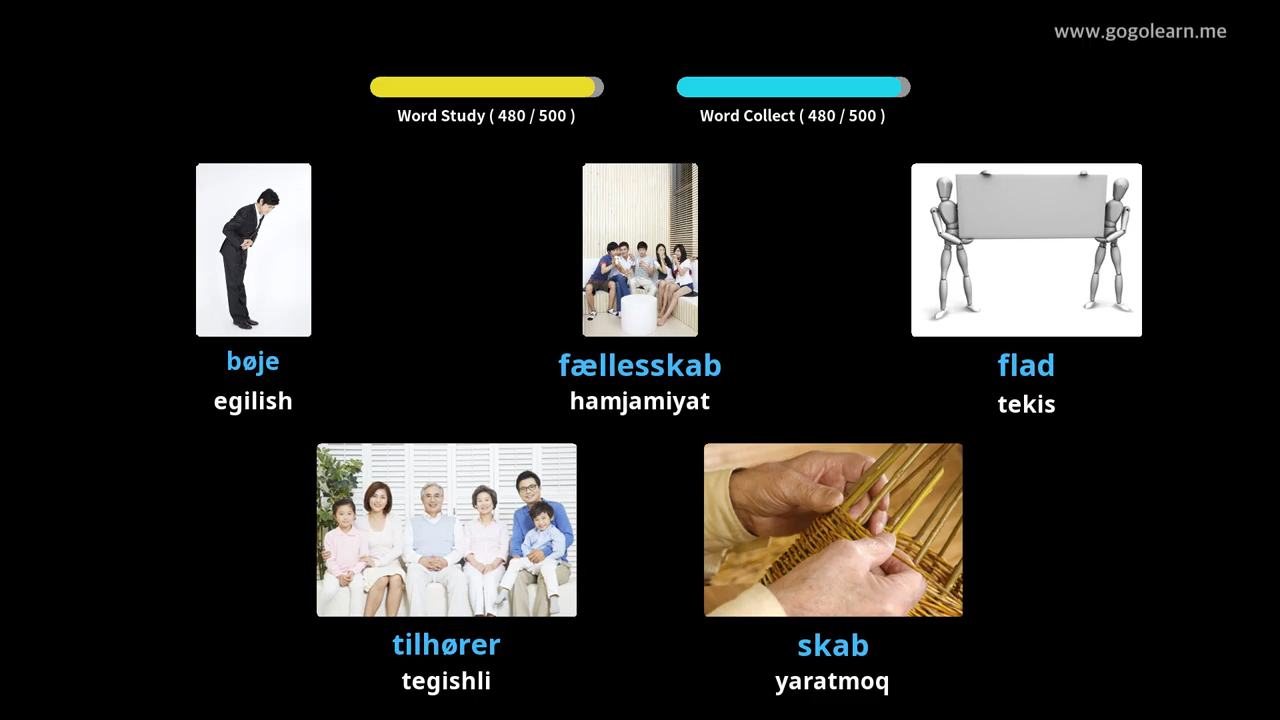 www.gogolearn.me
Word Study ( 480 / 500 )
Word Collect ( 480 / 500 )
bøje
egilish
fællesskab
hamjamiyat
flad
tekis
tilhører
tegishli
skab
yaratmoq